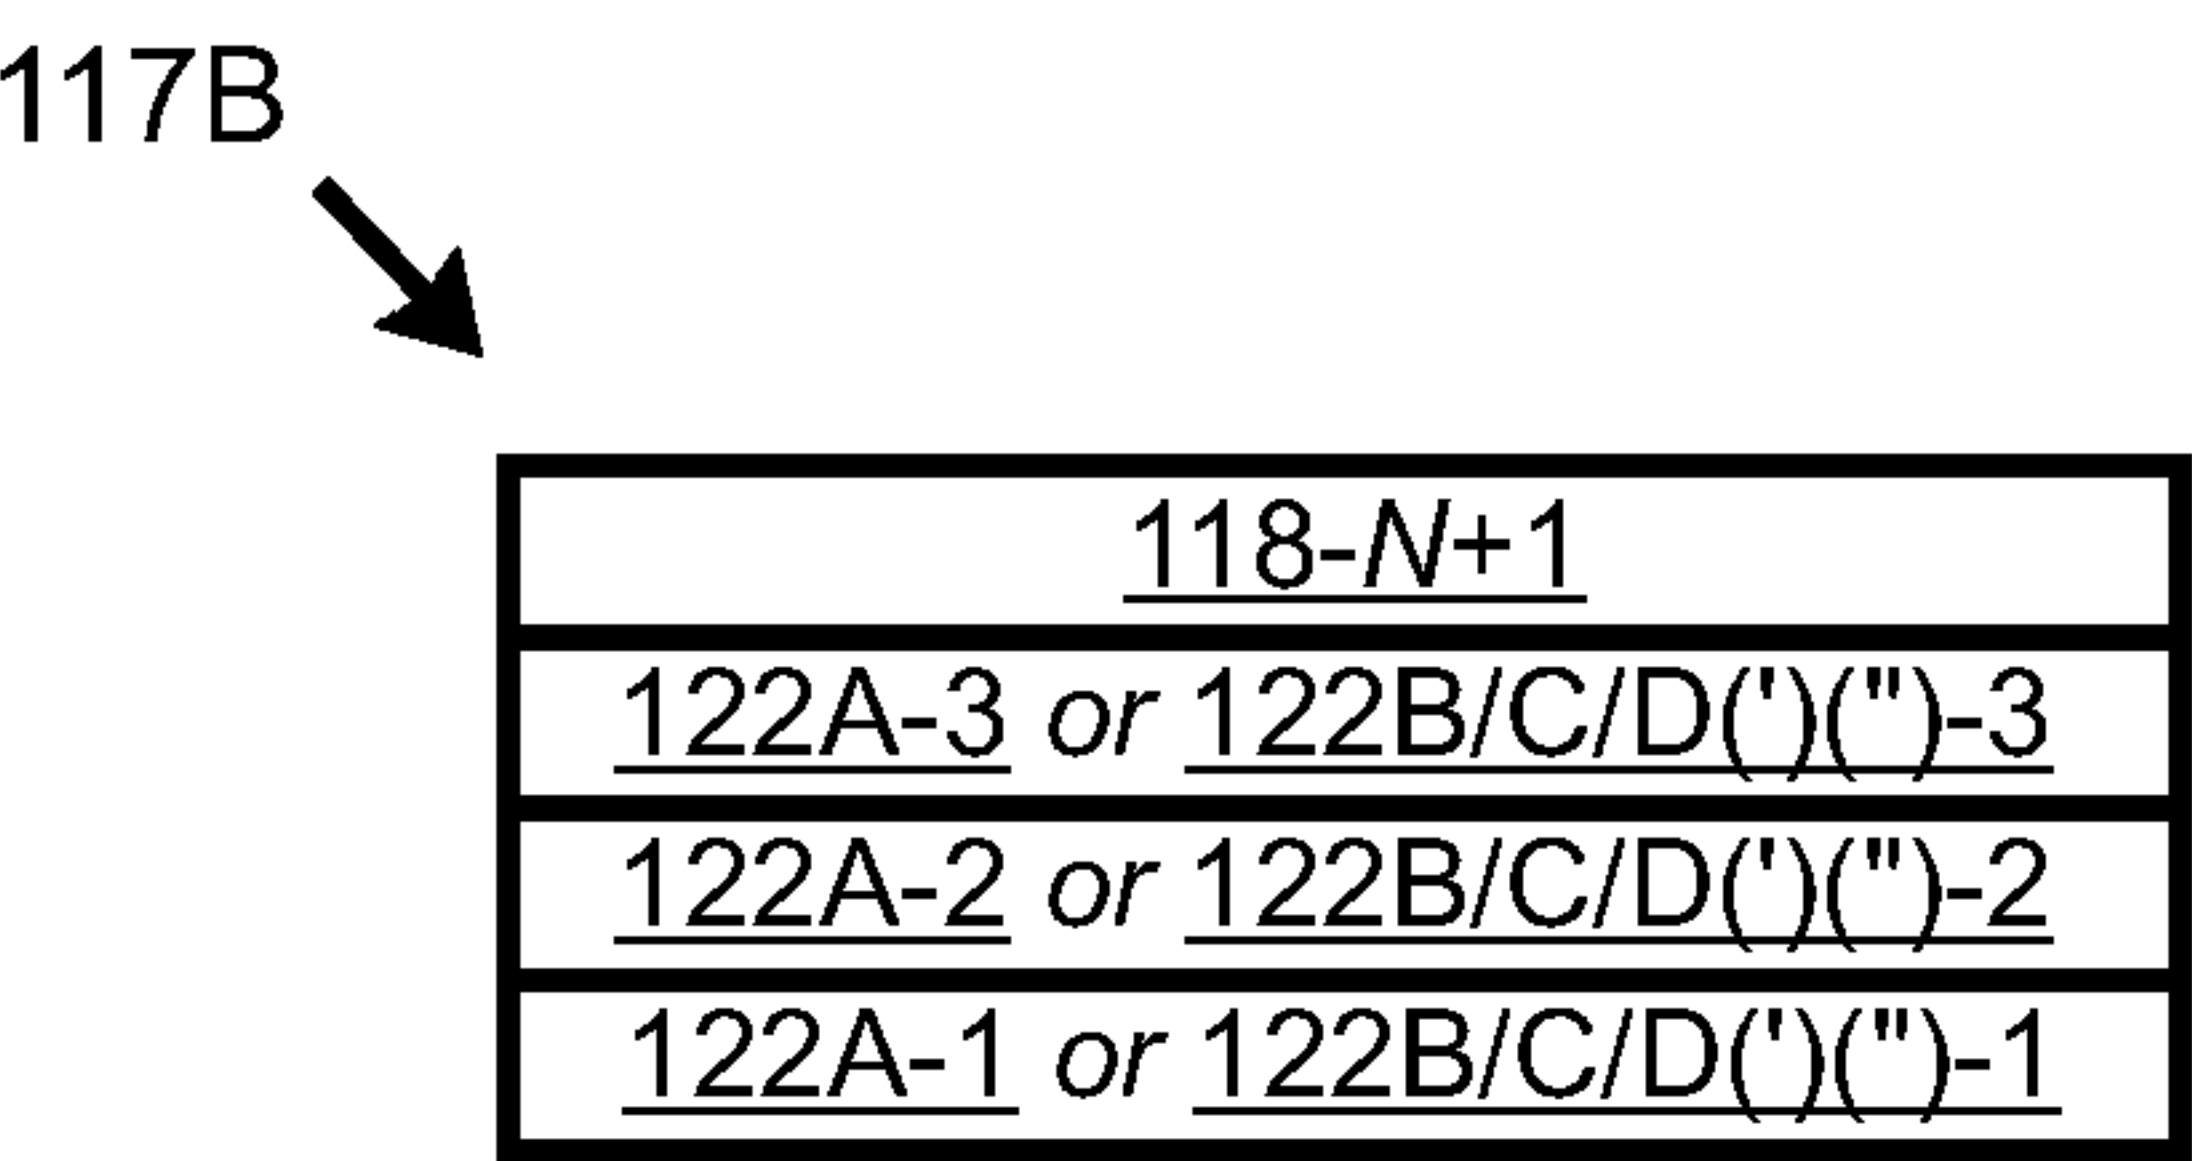 117B
118-N+1
122A-3 or 122B/C/D(')(")-3
122A-2 or 122B/C/D(')(")-2
122A-1 or 122B/C/D(')(")-1